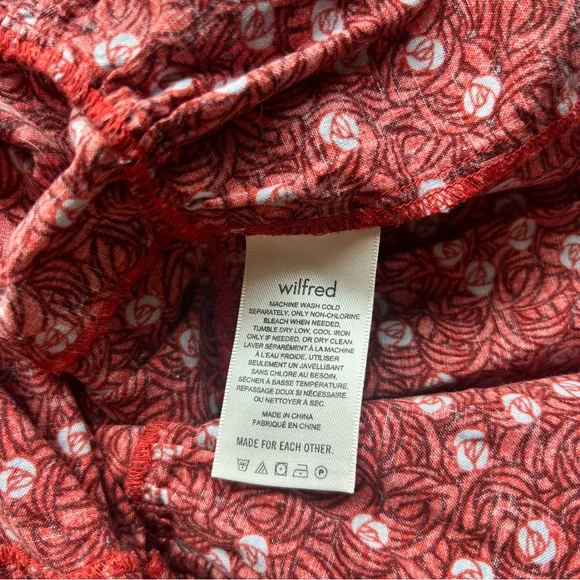 wilfred
MACHINE WASH COLD
SEPARATELY, ONLY NON-CHLORINE
BLEACH WHEN NEEDED,
TUMBLE DRY LOW, COOL IRON
ONLY IF NEEDED, OR DRY CLEAN.
LAVER SÉPARÉMENT À LA MACHINE
À L'EAU FROIDE, UTILISER
SEULEMENT UN JAVELLISANT
SANS CHLORE AU BESOIN,
SÉCHER À BASSE TEMPÉRATURE,
REPASSAGE DOUX SI NÉCESSAIRE,
OU NETTOYER À SEC.
MADE IN CHINA
FABRIQUÉ EN CHINE
MADE FOR EACH OTHER.